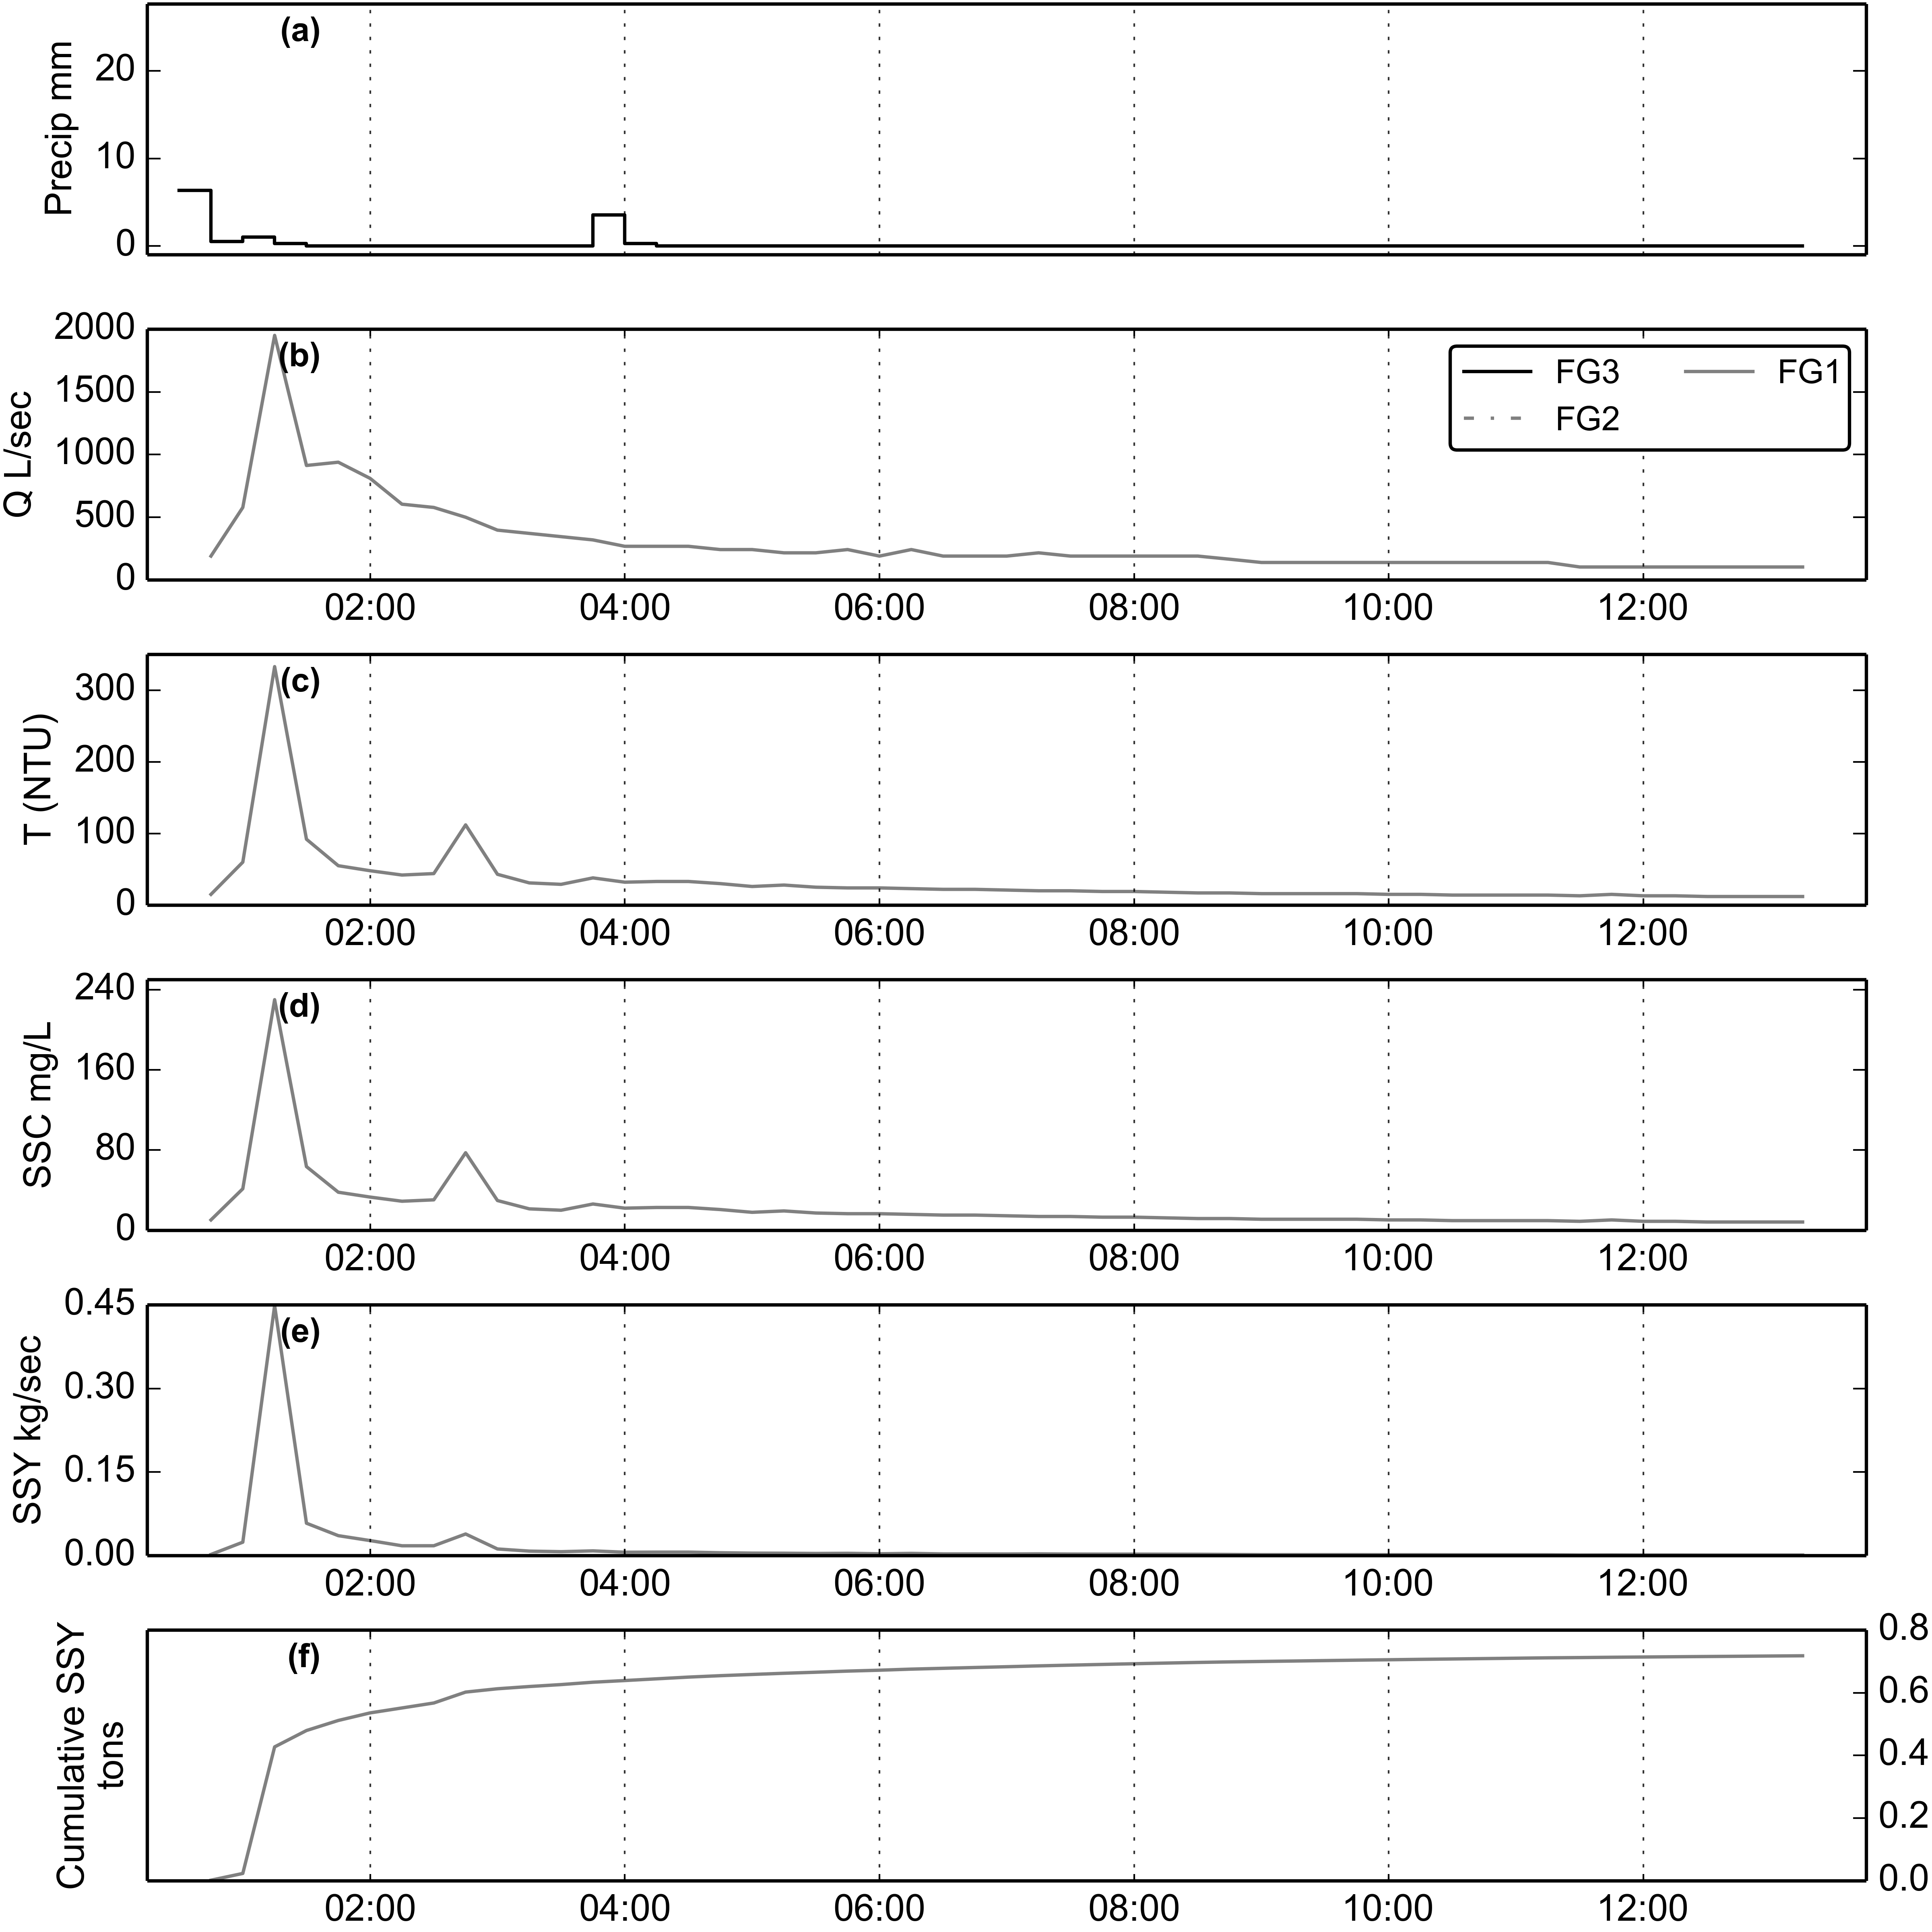 (a)
Precip mm
20
10
0
(b)
Q L/sec
2000
1500
1000
500
0
FG3 FG1
FG2
02:00 04:00 06:00 08:00 10:00 12:00
(c)
T (NTU)
300
200
100
0
02:00 04:00 06:00 08:00 10:00 12:00
(d)
SSC mg/L
240
160
80
0
02:00 04:00 06:00 08:00 10:00 12:00
(e)
SSY kg/sec
0.45
0.30
0.15
0.00
02:00 04:00 06:00 08:00 10:00 12:00
(f)
Cumulative SSY
tons
0.8
0.6
0.4
0.2
0.0
02:00 04:00 06:00 08:00 10:00 12:00